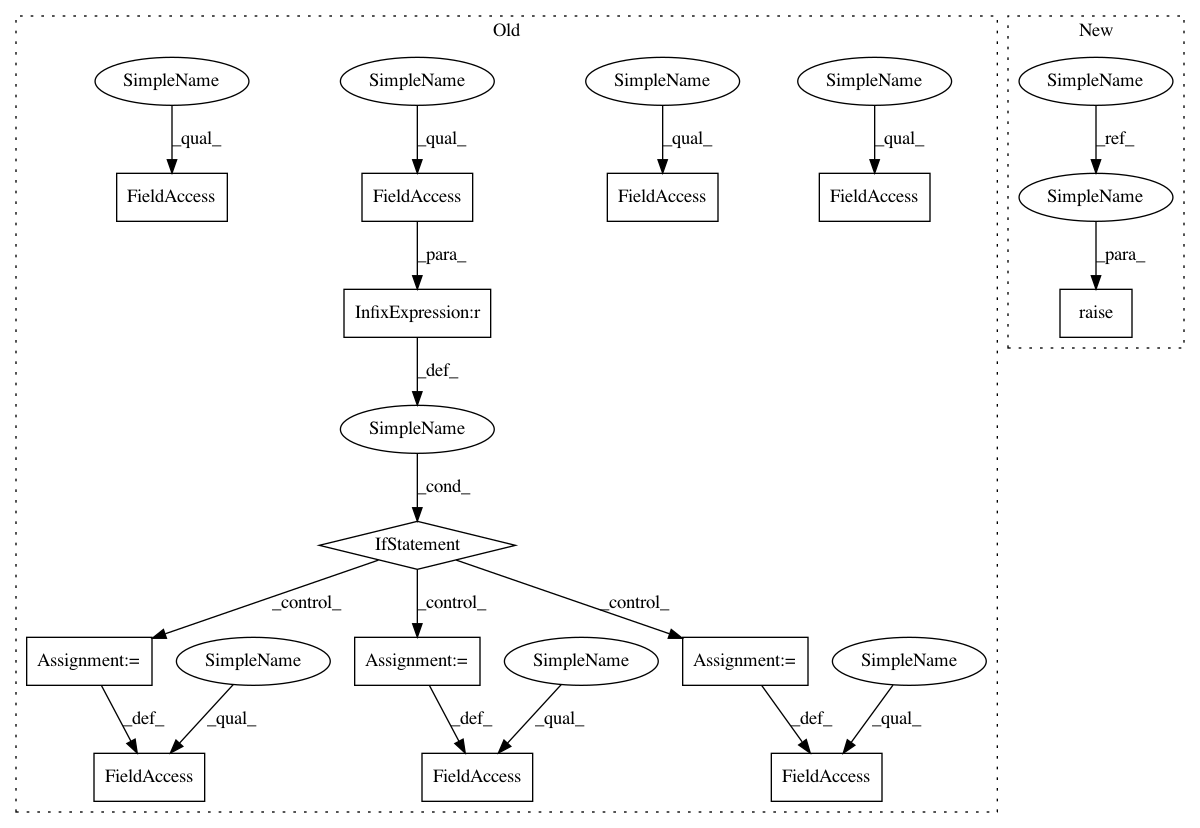 Old
New
SimpleName SimpleName SimpleName SimpleName SimpleName
_qual_ _qual_ _qual_ _qual_ _ref_
FieldAccess FieldAccess FieldAccess FieldAccess SimpleName
_para_ _para_
InfixExpression:r raise
_def_
SimpleName
_cond_
IfStatement
_control_ _control_ _control_
Assignment:= SimpleName Assignment:= SimpleName Assignment:= SimpleName
_def_ _qual_ _def_ _qual_ _def_ _qual_
FieldAccess FieldAccess FieldAccess